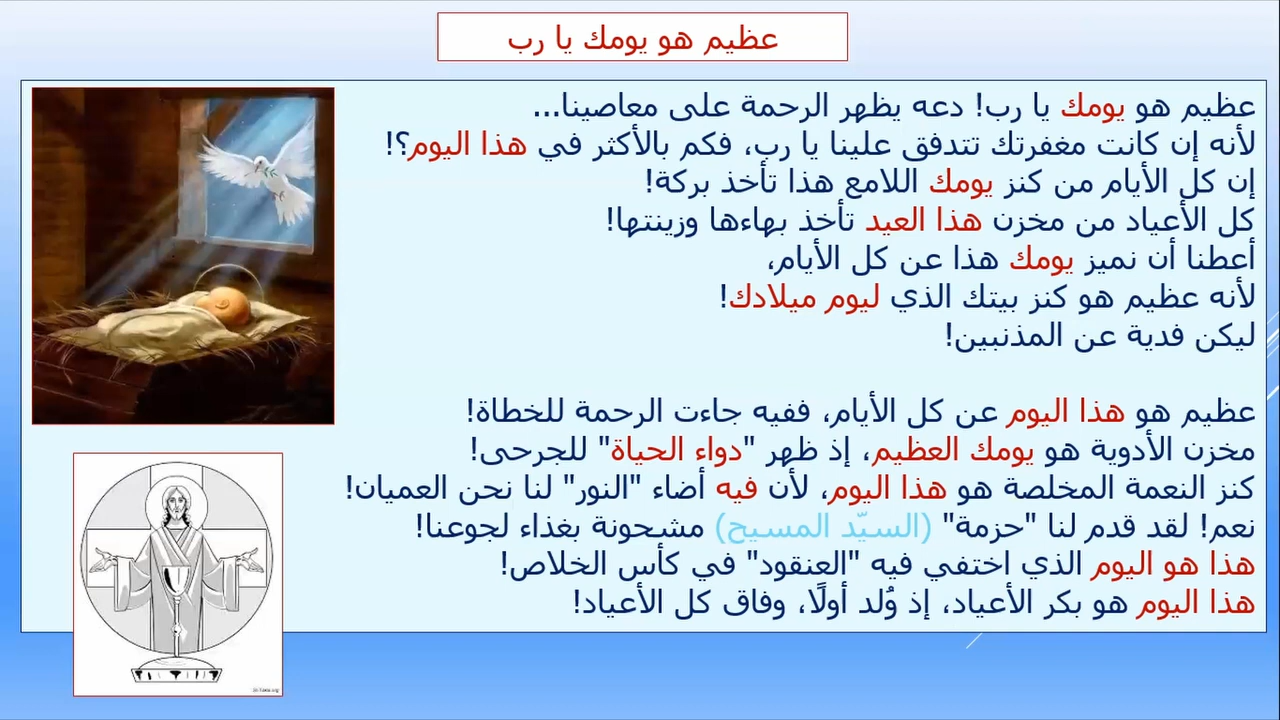 عظيم هو يومك يا رب
عظيم هو يومك يا رب! دعه يظهر الرحمة على معاصينا...
لأنه إن كانت مغفرتك تتدفق علينا يا رب، فكم بالأكثر في هذا اليوم؟!
إن كل الأيام من كنز يومك اللامع هذا تأخذ بركة!
كل الأعياد من مخزن هذا العيد تأخذ بهاءها وزينتها!
أعطنا أن نميز يومك هذا عن كل الأيام،
لأنه عظيم هو كنز بيتك الذي ليوم ميلادك!
ليكن فدية عن المذنبين!
عظيم هو هذا اليوم عن كل الأيام، ففيه جاءت الرحمة للخطاة!
مخزن الأدوية هو يومك العظيم، إذ ظهر "دواء الحياة" للجرحى!
كنز النعمة المخلصة هو هذا اليوم، لأن فيه أضاء "النور" لنا نحن العميان!
نعم! لقد قدم لنا "حزمة" (السيّد المسيح) مشحونة بغذاء لجوعنا!
هذا هو اليوم الذي اختفي فيه "العنقود" في كأس الخلاص!
هذا اليوم هو بكر الأعياد، إذ وُلد أولًا، وفاق كل الأعياد!